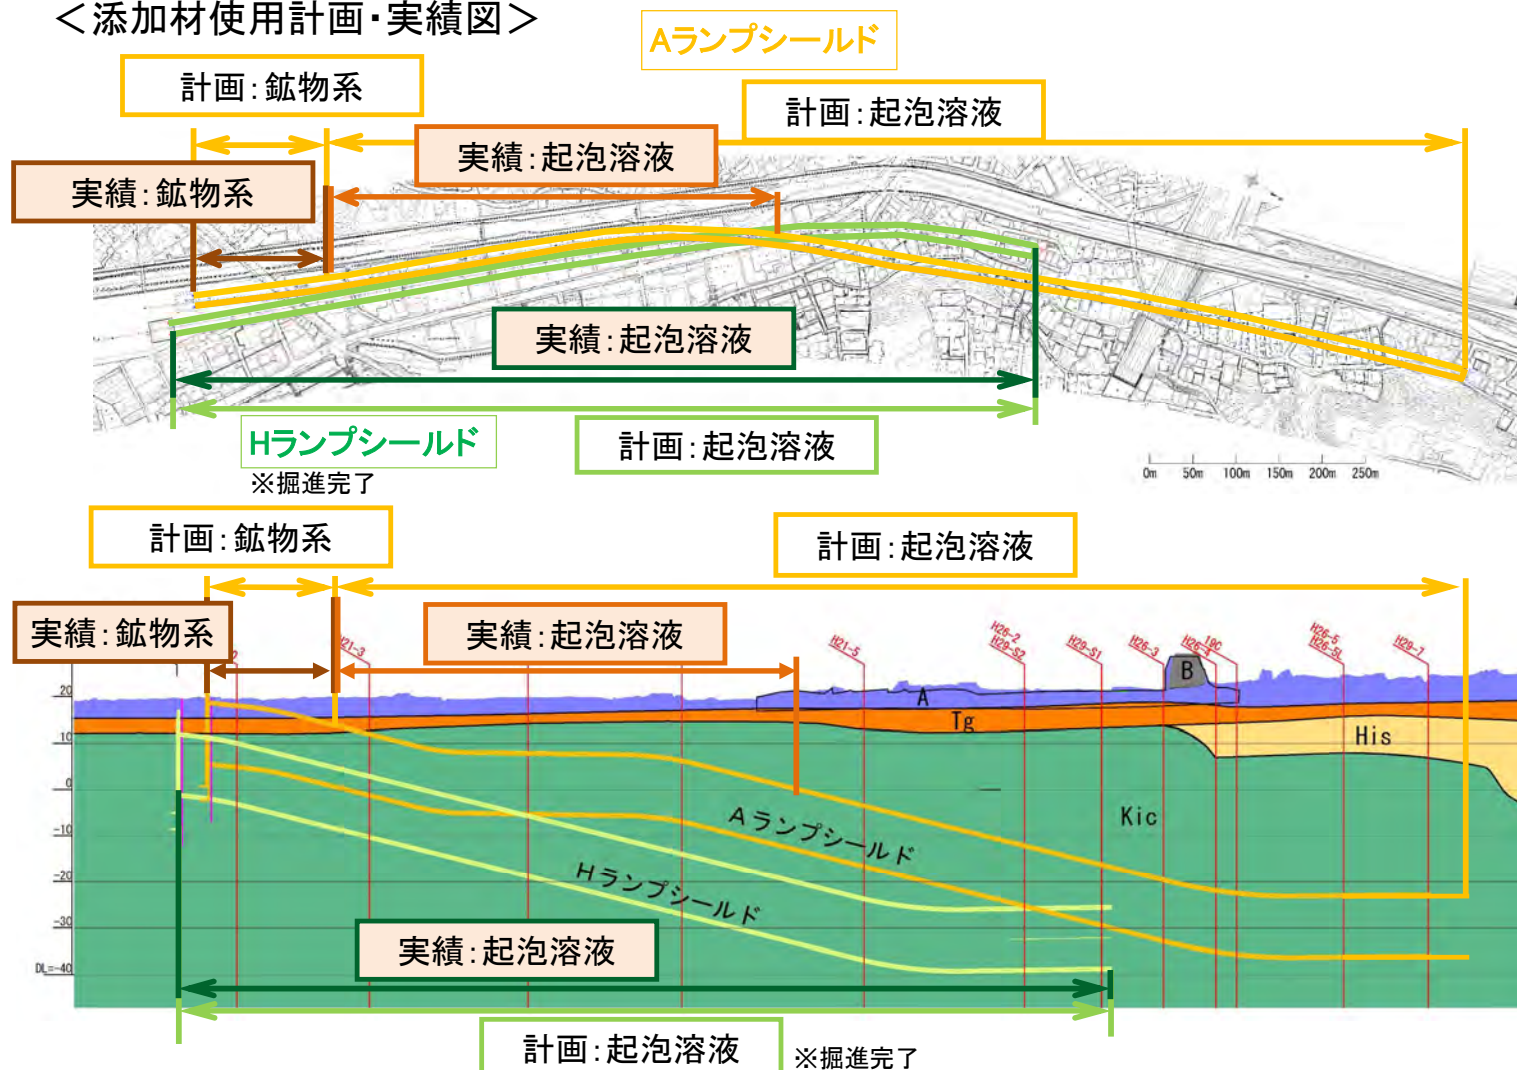 ＜添加材使用計画・実績図＞
Aランプシールド
計画：鉱物系
計画：起泡溶液
実績：起泡溶液
実績：鉱物系
実績：起泡溶液
Hランプシールド
計画：起泡溶液
※掘進完了
0m 50m 100m 150m 200m 250m
計画：鉱物系
計画：起泡溶液
実績：鉱物系
実績：起泡溶液
H21-3
H21-5
H26-2
H29-S2
H29-S1
H26-3
H26-4
19C
H26-5
H26-5L
H29-7
20
10
0
-10
-20
-30
DL=-40
A
B
Tg
His
Kic
Aランプシールド
Hランプシールド
実績：起泡溶液
計画：起泡溶液
※掘進完了